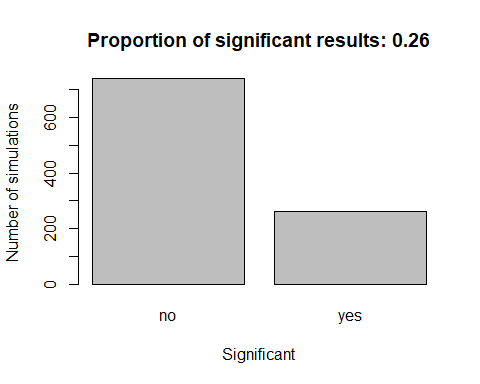 Proportion of significant results: 0.26
Number of simulations
600
400
200
0
no yes
Significant